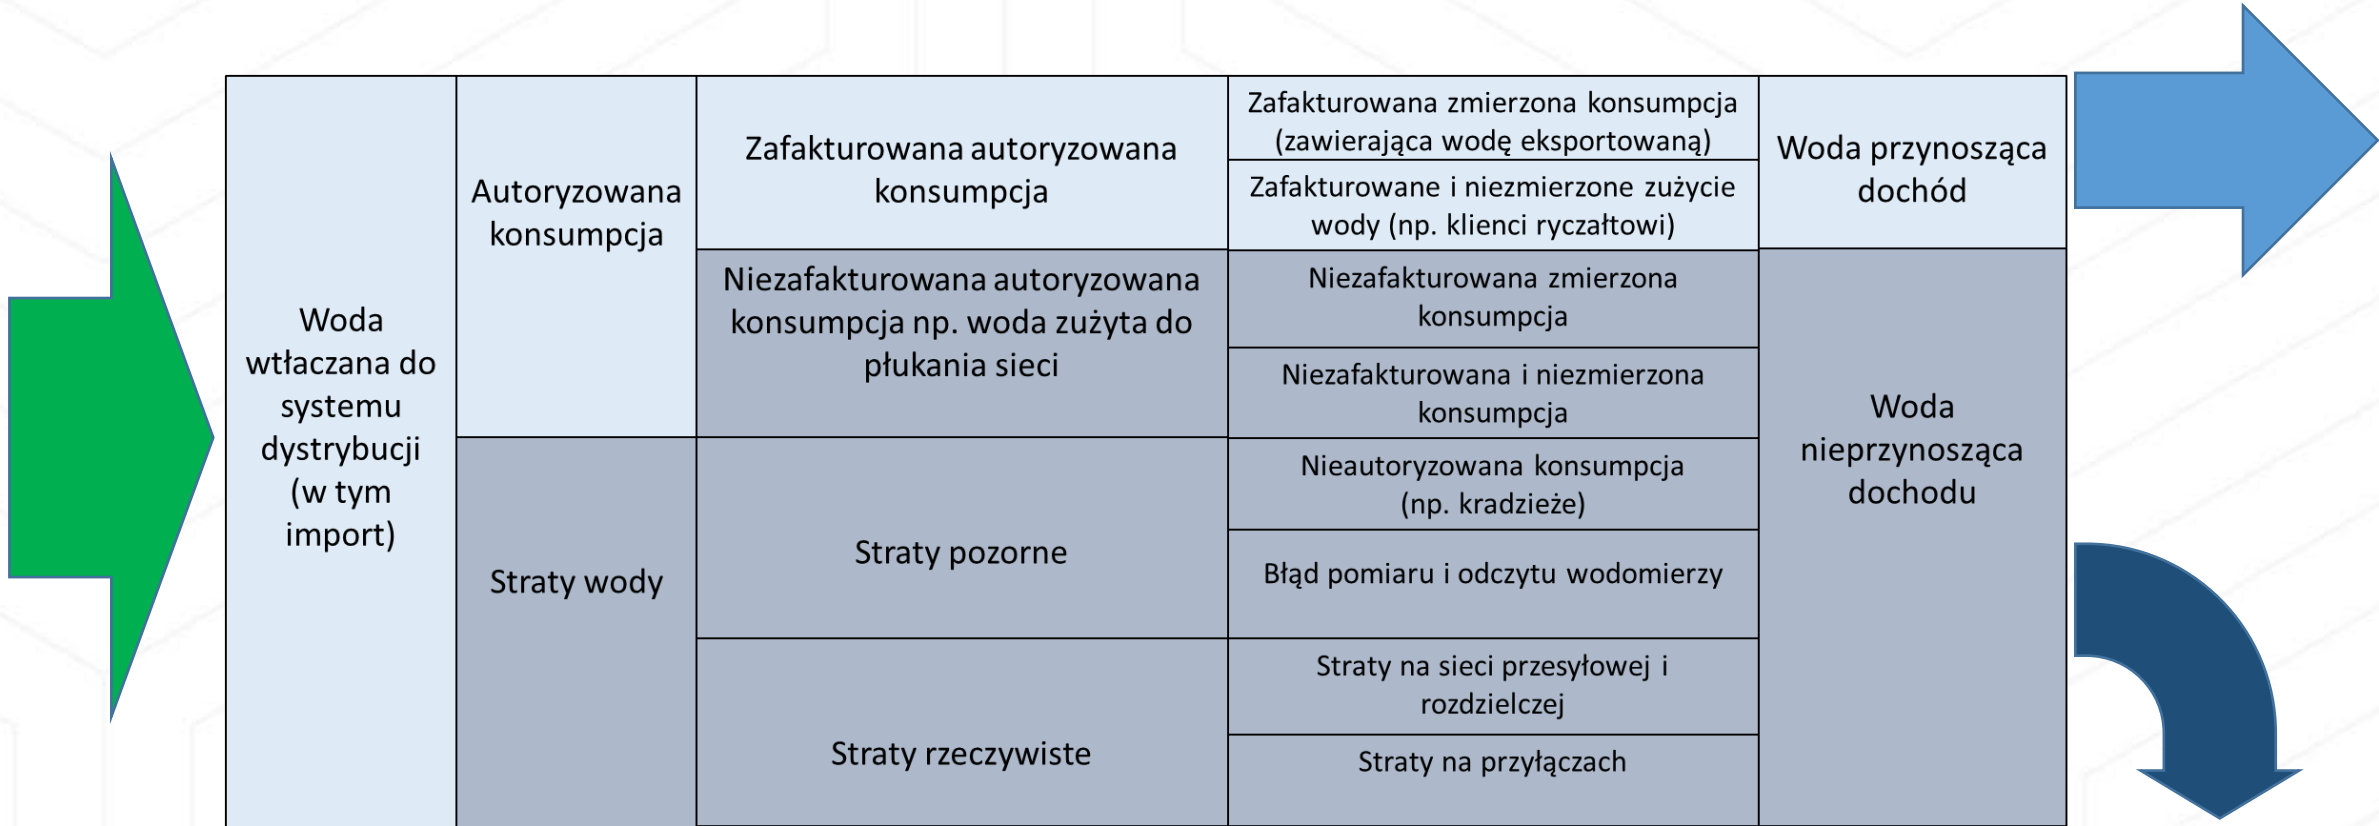 Woda
wtłaczana do
systemu
dystrybucji
(w tym
import)
Autoryzowana
konsumpcja
Straty wody
Zafakturowana autoryzowana
konsumpcja
Niezafakturowana autoryzowana
konsumpcja np. woda zużyta do
płukania sieci
Straty pozorne
Straty rzeczywiste
Zafakturowana zmierzona konsumpcja
(zawierająca wodę eksportowaną)
Zafakturowane i niezmierzone zużycie
wody (np. klienci ryczałtowi)
Niezafakturowana zmierzona
konsumpcja
Niezafakturowana i niezmierzona
konsumpcja
Nieautoryzowana konsumpcja
(np. kradzieże)
Błąd pomiaru i odczytu wodomierzy
Straty na sieci przesyłowej i
rozdzielczej
Straty na przyłączach
Woda przynosząca
dochód
Woda
nieprzynosząca
dochodu